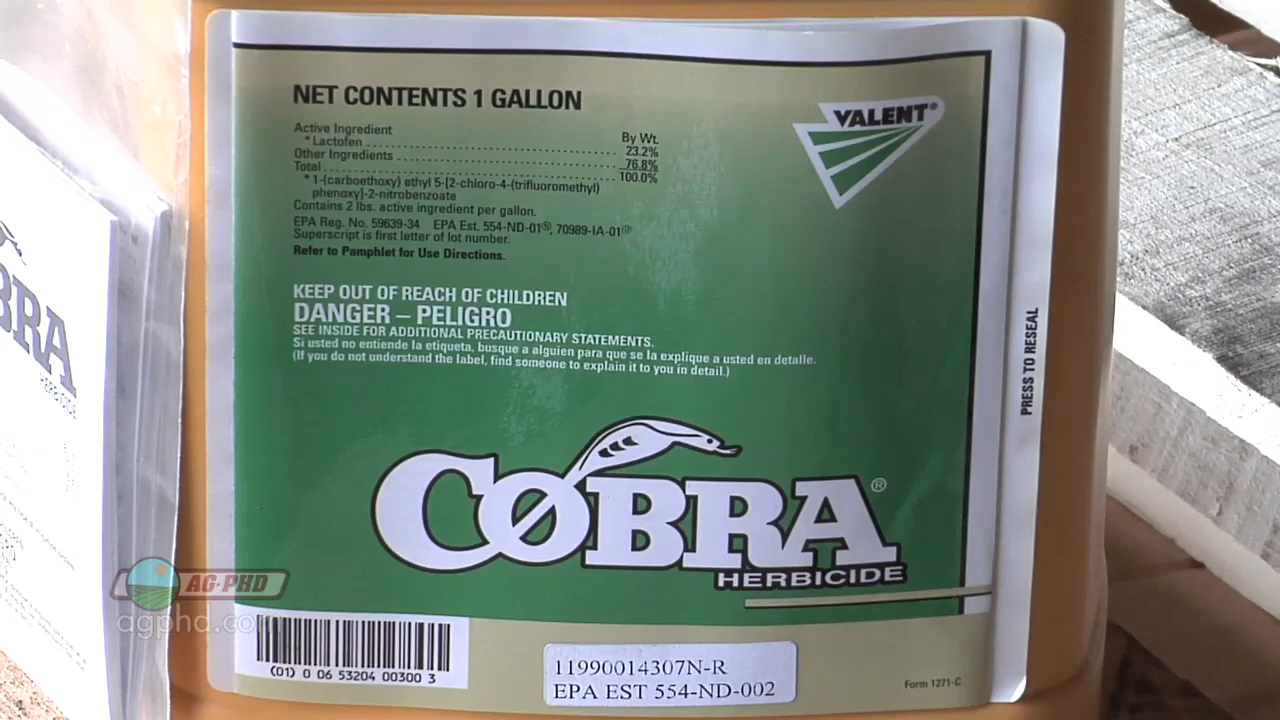 NET CONTENTS 1 GALLON
VALENT®
Active Ingredient By Wt.
* Lactofen 23.2%
Other Ingredients 76.8%
Total 100.0%
* 1-(carboethoxy) ethyl 5-[2-chloro-4-(trifluromethyl)
phenoxy]-2-nitrobenzoate
Contains 2 lbs. active ingredient per gallon.
EPA Reg. No. 59639-34 EPA Est. 554-ND-01, 70989-IA-01
Superscript is first letter of lot number.
Refer to Pamphlet for Use Directions.
KEEP OUT OF REACH OF CHILDREN
DANGER – PELIGRO
SEE INSIDE FOR ADDITIONAL PRECAUTIONARY STATEMENTS.
Si usted no entiende la etiqueta, busque a alguien para que se la explique a usted en detalle.
(If you do not understand the label, find someone to explain it to you in detail.)
PRESS TO RESEAL
COBRA®
HERBICIDE
BRA
HERBICIDE
AG·PHD
agphd.com
(01) 0 06 53204 00300 3
11990014307N-R
EPA EST 554-ND-002
Form 1271-C